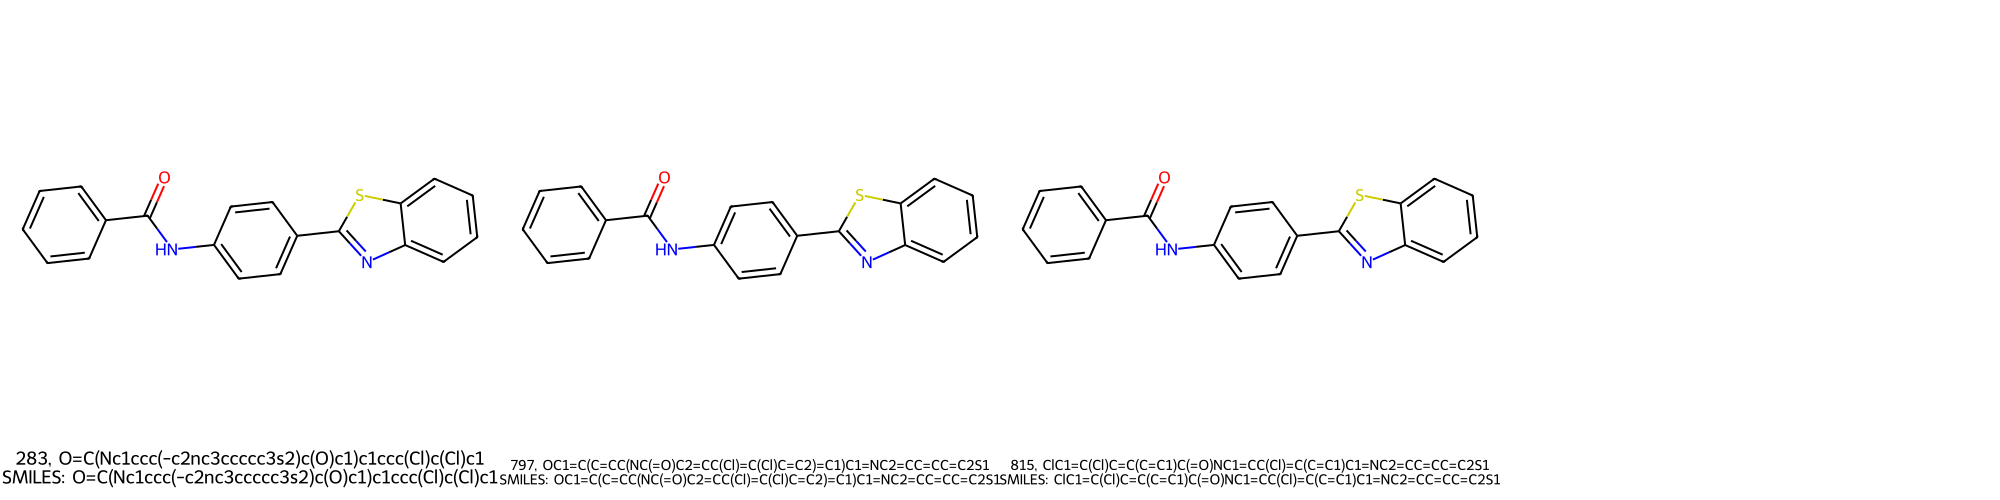 O
S
HN
N
O
S
HN
N
O
S
HN
N
283, O=C(Nc1ccc(-c2nc3ccccc3s2)c(O)c1)c1ccc(Cl)c(Cl)c1
SMILES: O=C(Nc1ccc(-c2nc3ccccc3s2)c(O)c1)c1ccc(Cl)c(Cl)c1
797, OC1=C(C=CC(NC(=O)C2=CC(Cl)=C(Cl)C=C2)=C1)C1=NC2=CC=CC=C2S1
SMILES: OC1=C(C=CC(NC(=O)C2=CC(Cl)=C(Cl)C=C2)=C1)C1=NC2=CC=CC=C2S1
815, ClC1=C(Cl)C=C(C=C1)C(=O)NC1=CC(Cl)=C(C=C1)C1=NC2=CC=CC=C2S1
SMILES: ClC1=C(Cl)C=C(C=C1)C(=O)NC1=CC(Cl)=C(C=C1)C1=NC2=CC=CC=C2S1